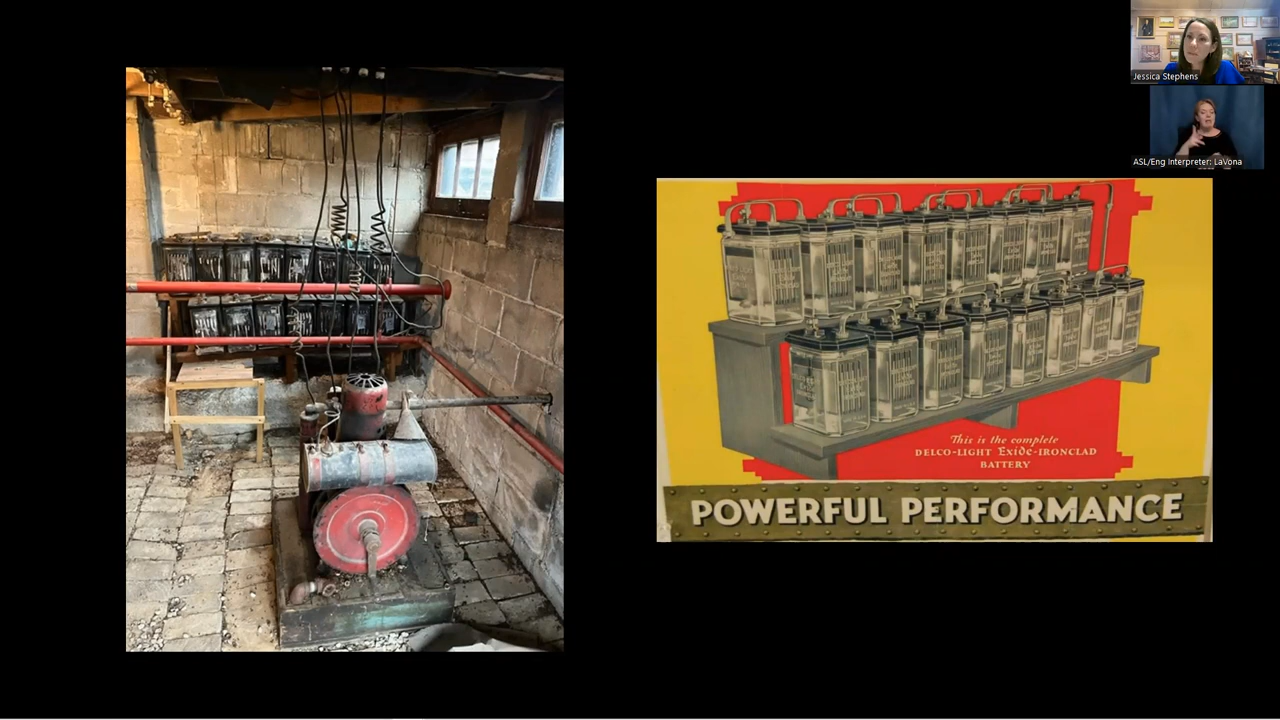 Jessica Stephens
ASL/Eng Interpreter: LaVona
This is the complete
DELCO-LIGHT Exide-IRONCLAD
BATTERY
POWERFUL PERFORMANCE